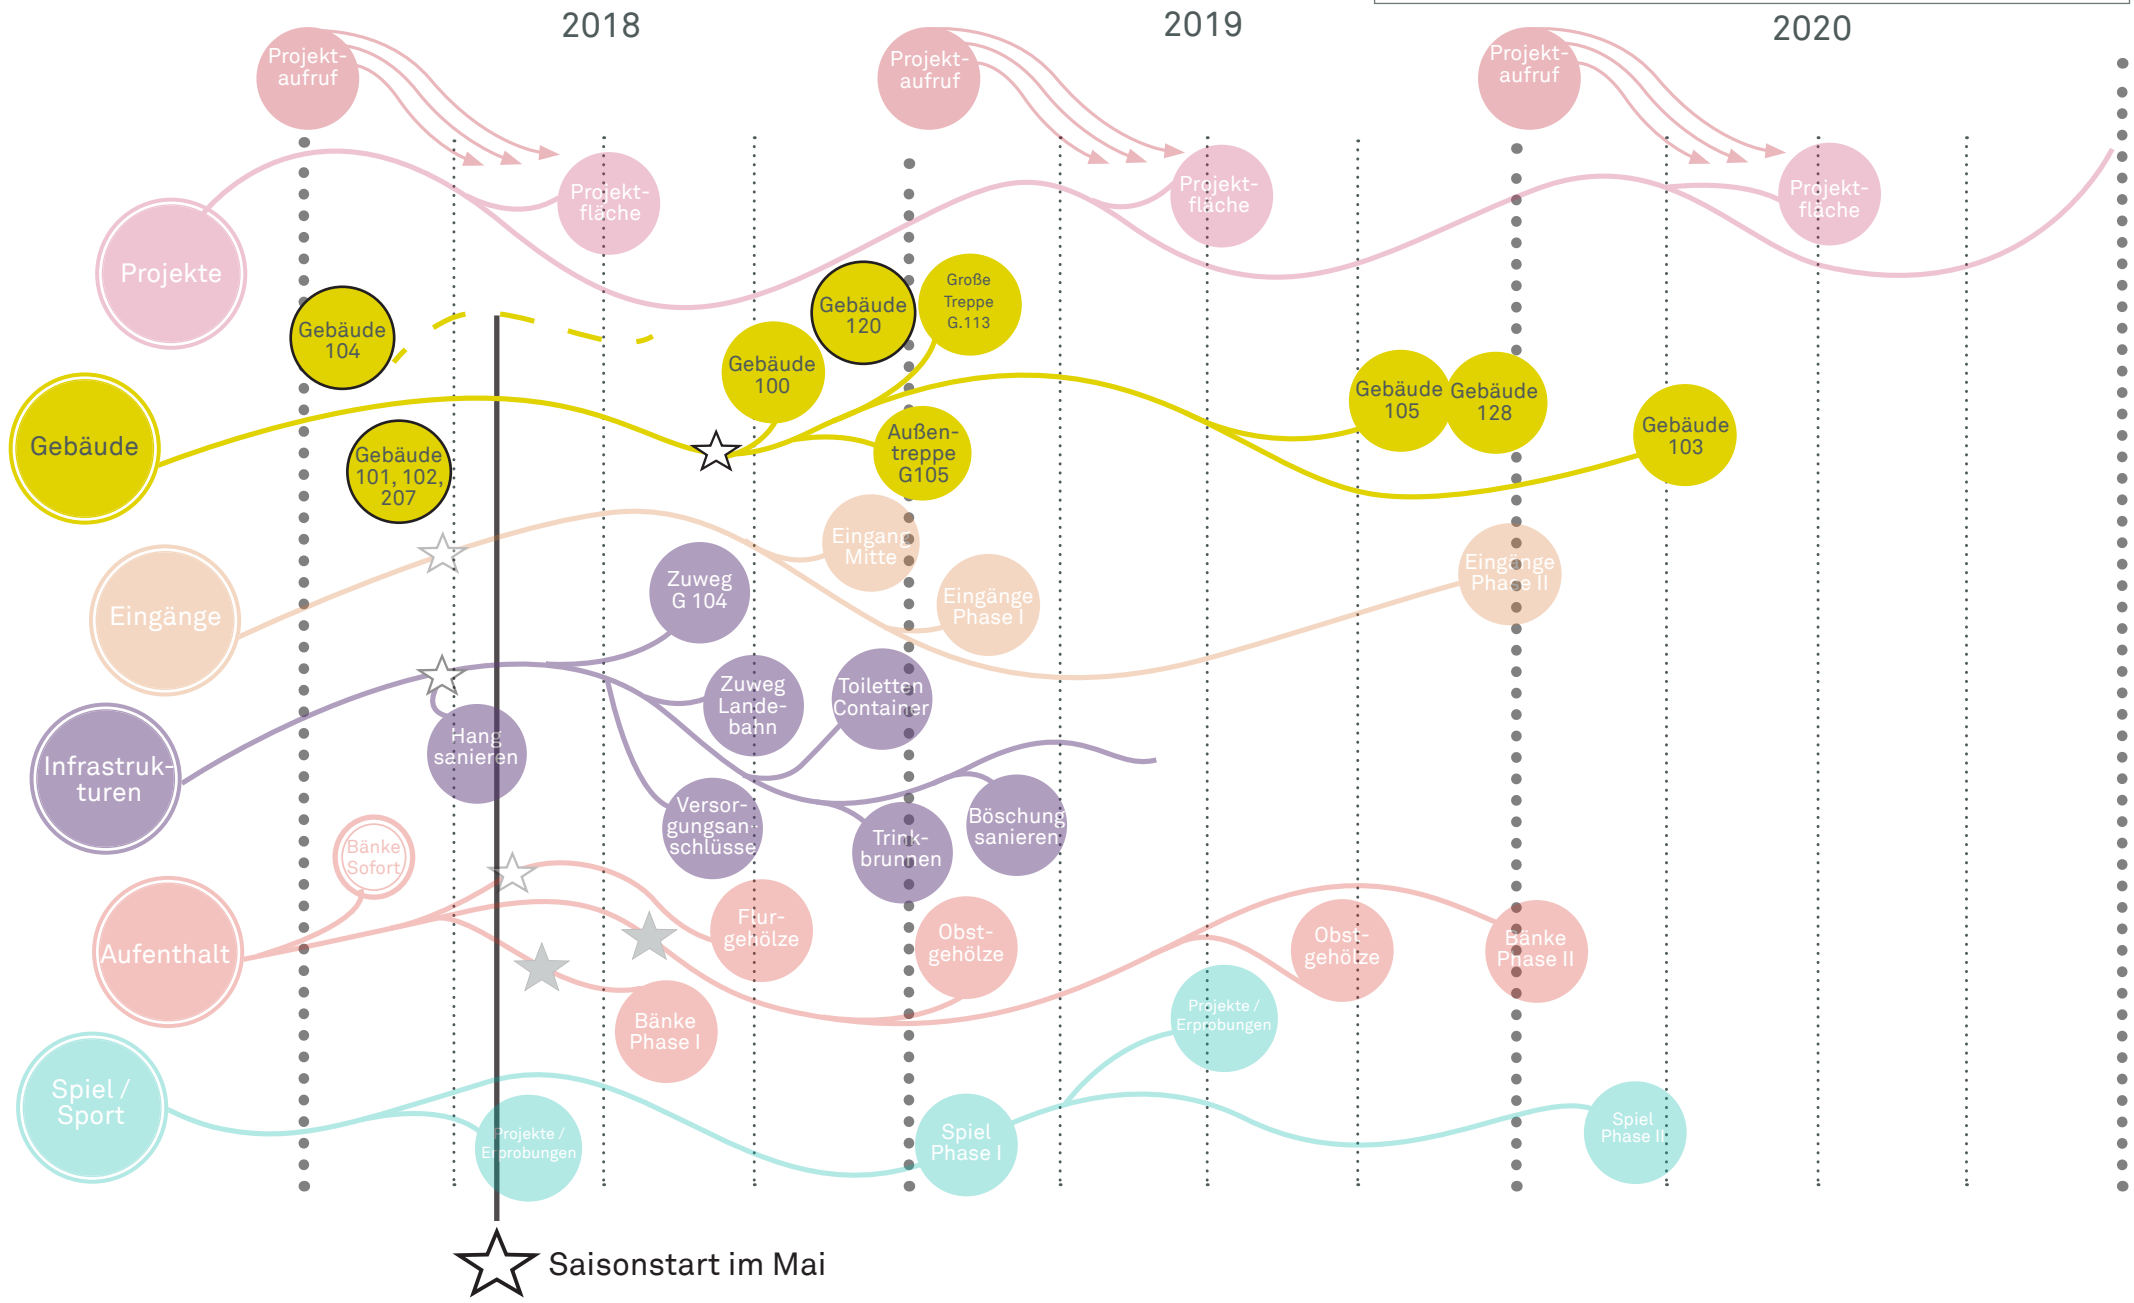 2018
2019
2020
Projekt-
aufruf
Projekt-
aufruf
Projekt-
aufruf
Projekt-
fläche
Projekt-
fläche
Projekt-
fläche
Projekte
Gebäude
104
Gebäude
120
Große
Treppe
G.113
Gebäude
100
Gebäude
105
Gebäude
128
Gebäude
103
Gebäude
Gebäude
101, 102,
207
Außen-
treppe
G105
Eingang
Mitte
Eingänge
Phase I
Eingänge
Phase II
Eingänge
Zuweg
G 104
Zuweg
Lande-
bahn
Toiletten
Container
Hang
sanieren
Infrastruk-
turen
Versor-
gungsan-
schlüsse
Trink-
brunnen
Böschung
sanieren
Bänke
Sofort
Flur-
gehölze
Obst-
gehölze
Obst-
gehölze
Bänke
Phase II
Aufenthalt
Bänke
Phase I
Projekte /
Erprobungen
Spiel /
Sport
Projekte /
Erprobungen
Spiel
Phase I
Spiel
Phase II
Saisonstart im Mai